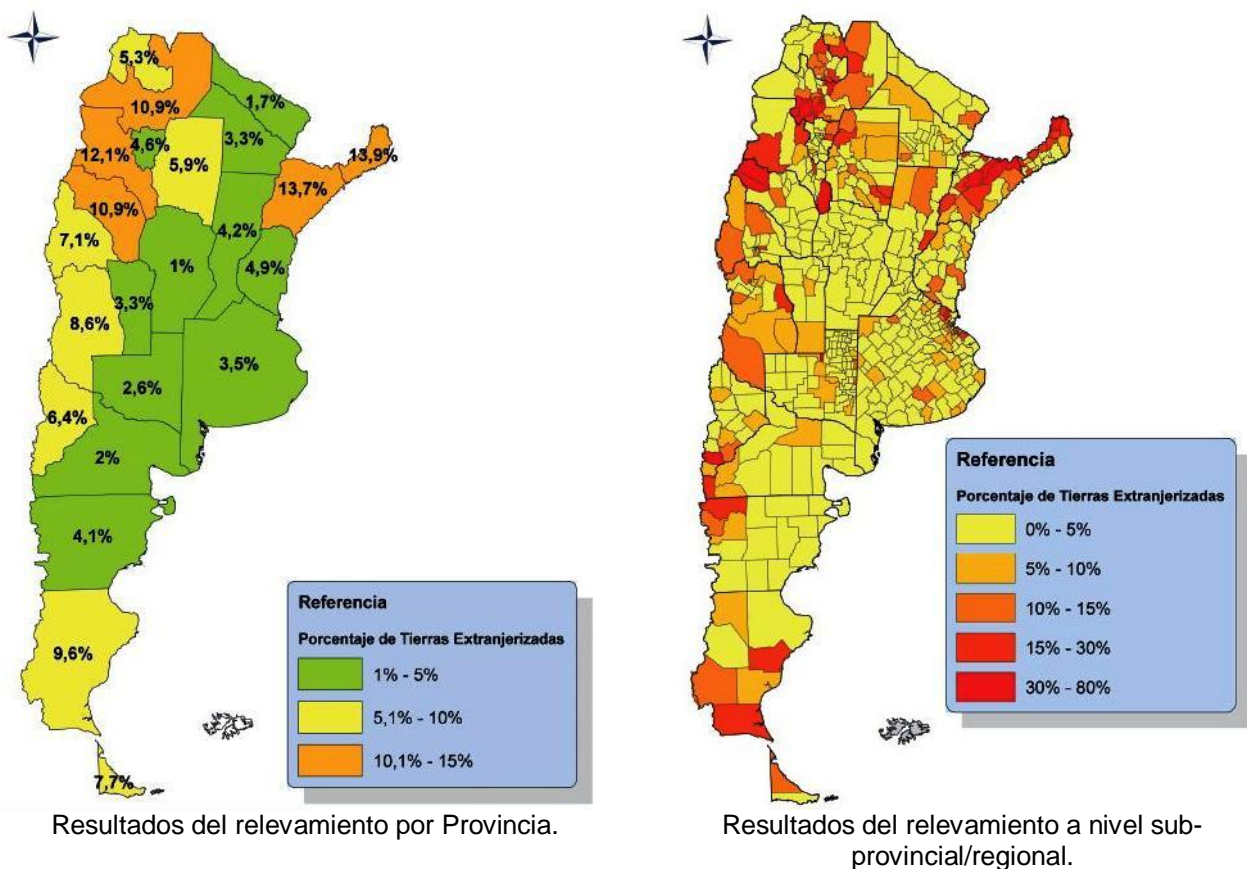 5,3%
10,9%
1,7%
3,3%
4,6%
12,1%
5,9%
13,9%
13,7%
10,9%
4,2%
7,1%
1%
4,9%
3,3%
8,6%
3,5%
2,6%
6,4%
2%
4,1%
9,6%
7,7%
Referencia
Porcentaje de Tierras Extranjerizadas
1% - 5%
5,1% - 10%
10,1% - 15%
Resultados del relevamiento por Provincia.
Referencia
Porcentaje de Tierras Extranjerizadas
0% - 5%
5% - 10%
10% - 15%
15% - 30%
30% - 80%
Resultados del relevamiento a nivel sub-
provincial/regional.